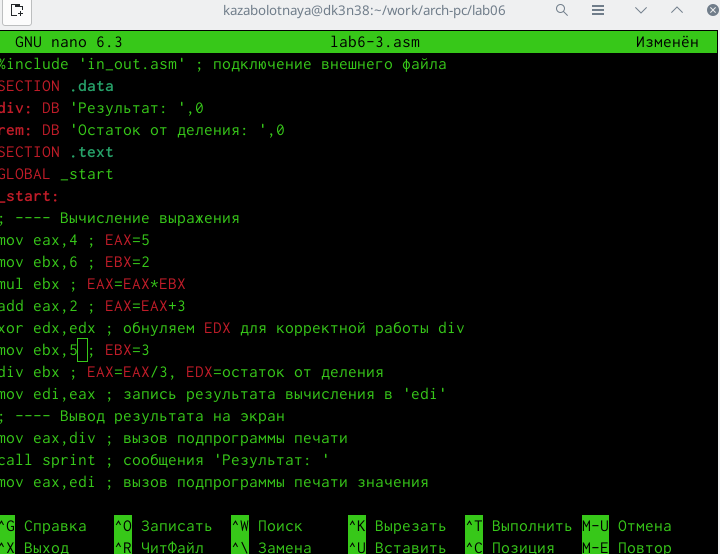 kazabolotnaya@dk3n38:~/work/arch-pc/lab06
GNU nano 6.3 lab6-3.asm Изменён
%include 'in_out.asm' ; подключение внешнего файла
SECTION .data
div: DB 'Результат: ',0
rem: DB 'Остаток от деления: ',0
SECTION .text
GLOBAL _start
_start:
; ---- Вычисление выражения
mov eax,4 ; EAX=5
mov ebx,6 ; EBX=2
mul ebx ; EAX=EAX*EBX
add eax,2 ; EAX=EAX+3
xor edx,edx ; обнуляем EDX для корректной работы div
mov ebx,5 ; EBX=3
div ebx ; EAX=EAX/3, EDX=остаток от деления
mov edi,eax ; запись результата вычисления в 'edi'
; ---- Вывод результата на экран
mov eax,div ; вызов подпрограммы печати
call sprint ; сообщения 'Результат: '
mov eax,edi ; вызов подпрограммы печати значения
^G Справка ^O Записать ^W Поиск ^K Вырезать ^T Выполнить M-U Отмена
^X Выход ^R ЧитФайл ^\ Замена ^U Вставить ^C Позиция M-E Повтор